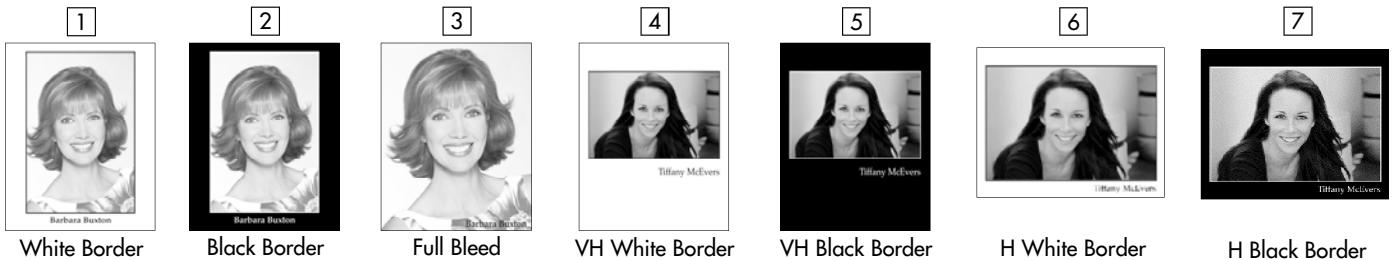 1 2 3 4 5 6 7
Barbara Buxton
Barbara Buxton
Barbara Buxton
Tiffany McEvers
Tiffany McEvers
Tiffany McEvers
Tiffany McEvers
White Border
Black Border
Full Bleed
VH White Border
VH Black Border
H White Border
H Black Border